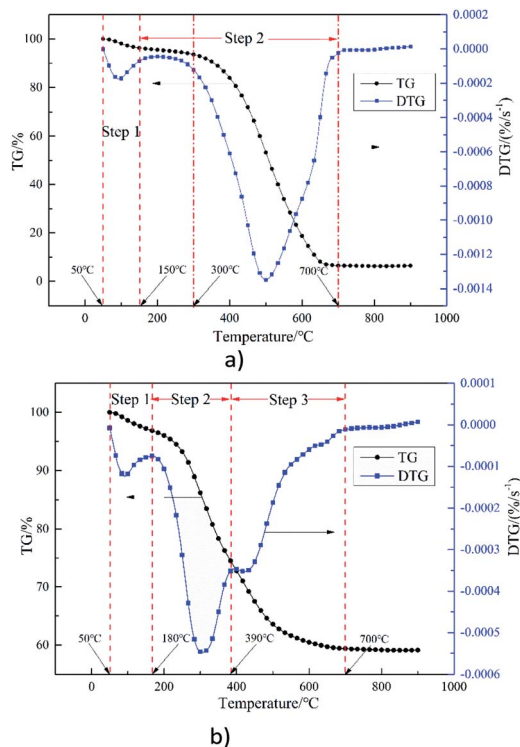 100
80
60
40
20
0
TG/%
Step 1
Step 2
TG
DTG
50℃
150℃
300℃
700℃
0 200 400 600 800 1000
Temperature/℃
0.0002
0.0000
-0.0002
-0.0004
-0.0006
-0.0008
-0.0010
-0.0012
-0.0014
DTG/(%/s⁻¹)
a)
100
95
90
85
75
70
65
60
TG/%
Step 1 Step 2 Step 3
TG
DTG
50℃
180℃
390℃
700℃
0 200 400 600 800 1000
Temperature/℃
0.0001
0.0000
-0.0001
-0.0002
-0.0003
-0.0004
-0.0005
-0.0006
DTG/(%/s⁻¹)
b)